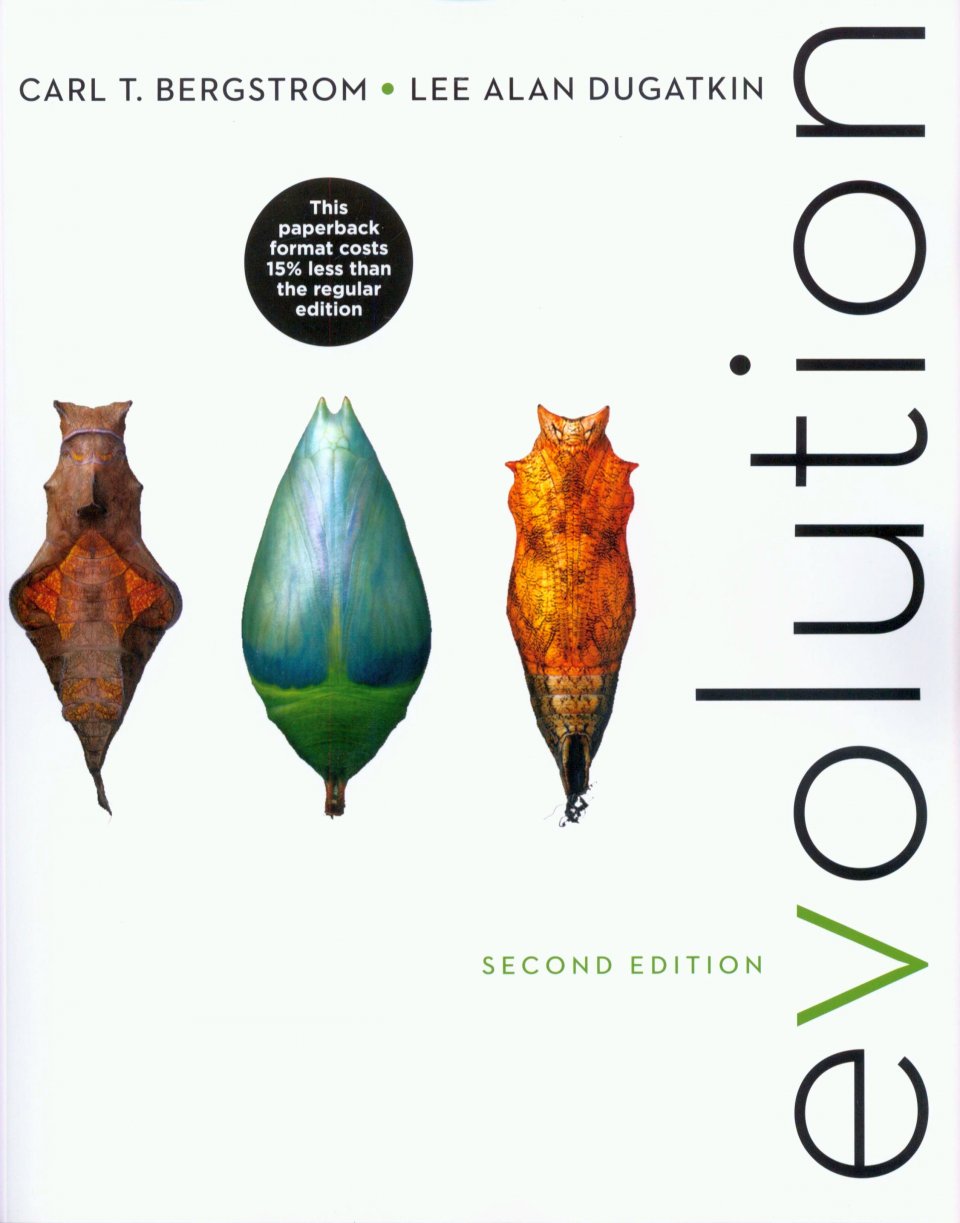 CARL T. BERGSTROM • LEE ALAN DUGATKIN
This
paperback
format costs
15% less than
the regular
edition
evolution
SECOND EDITION